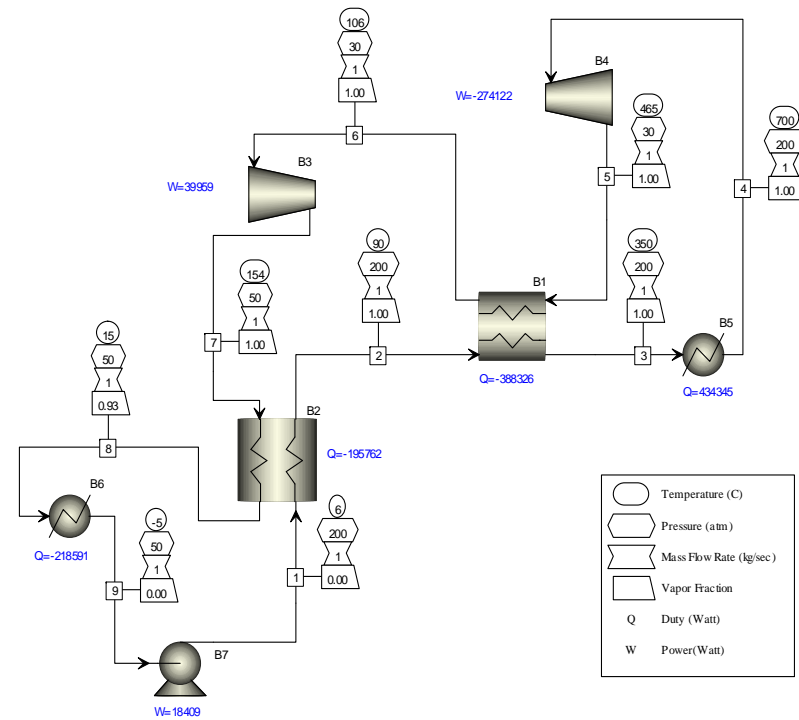 106
30
1
1.00
6
B3
W=39959
B4
W=-274122
465
30
1
1.00
5
700
200
1
1.00
4
90
200
1
1.00
2
350
200
1
1.00
3
B1
Q=-388326
B5
Q=434345
154
50
1
1.00
7
15
50
1
0.93
8
B2
Q=-195762
B6
Q=-218591
-5
50
1
0.00
9
6
200
1
0.00
1
B7
W=18409
Temperature (C)
Pressure (atm)
Mass Flow Rate (kg/sec)
Vapor Fraction
Q Duty (Watt)
W Power(Watt)